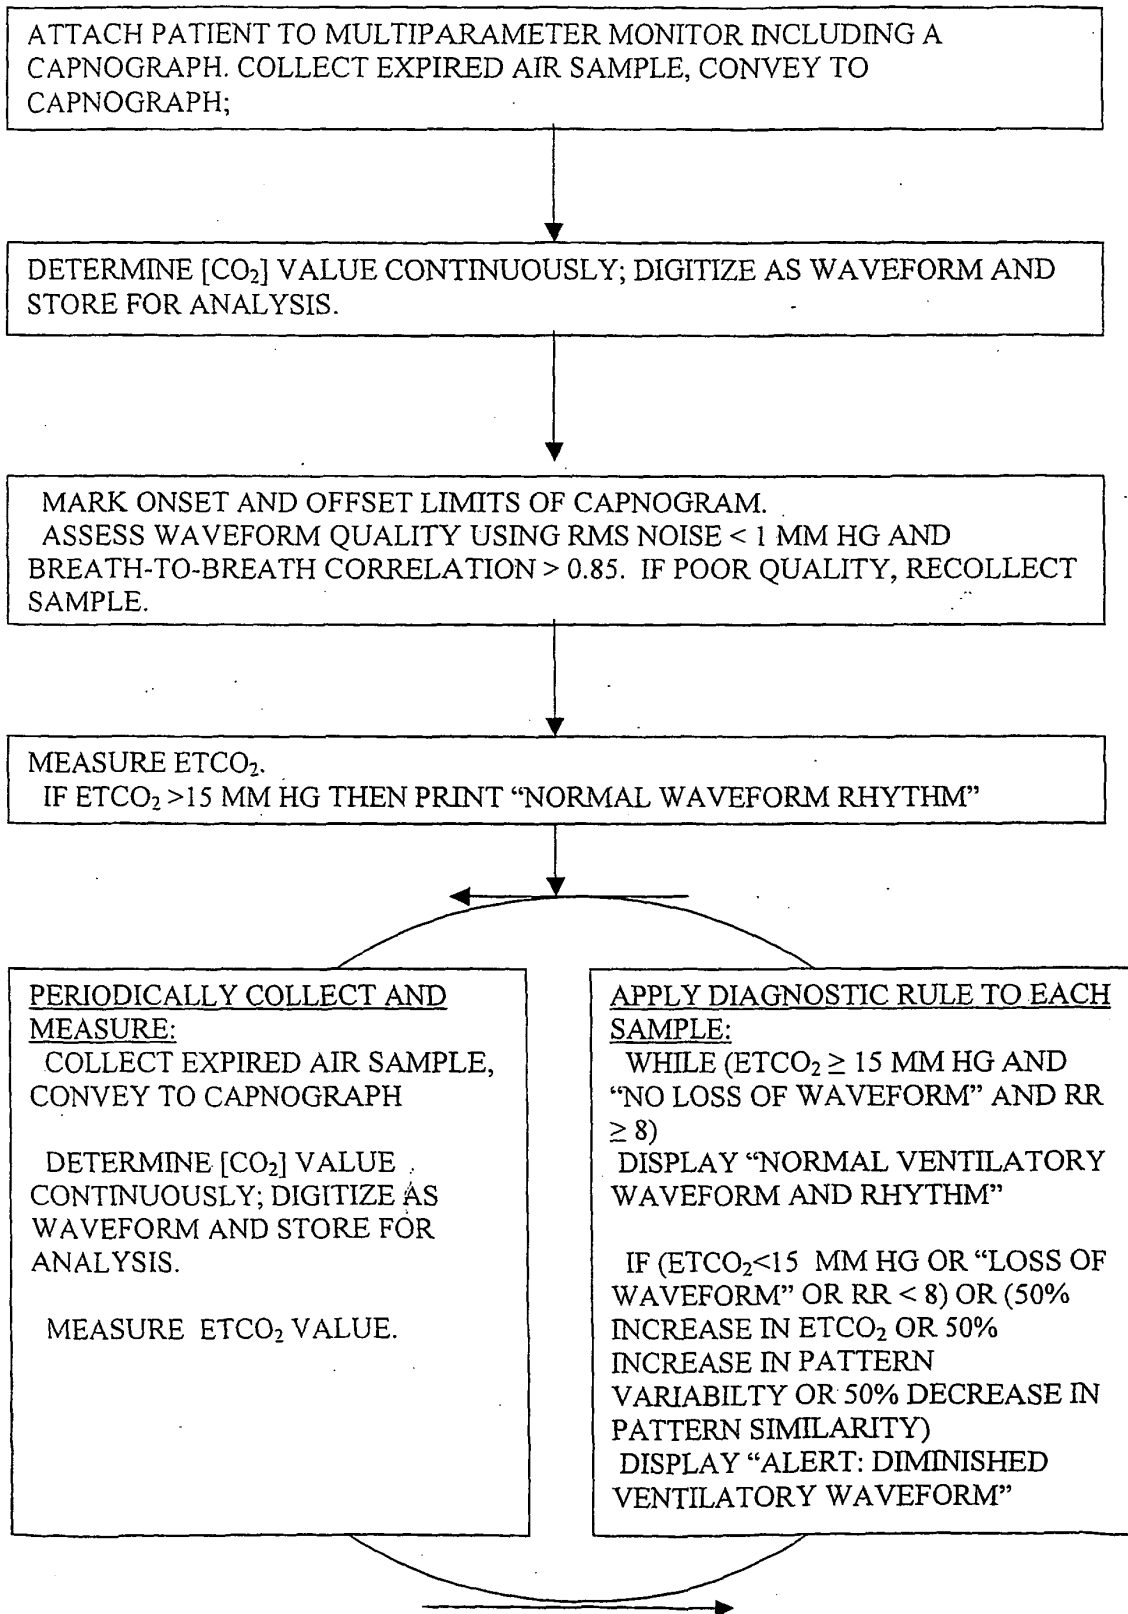 ATTACH PATIENT TO MULTIPARAMETER MONITOR INCLUDING A
CAPNOGRAPH. COLLECT EXPIRED AIR SAMPLE, CONVEY TO
CAPNOGRAPH;
DETERMINE [CO₂] VALUE CONTINUOUSLY; DIGITIZE AS WAVEFORM AND
STORE FOR ANALYSIS.
MARK ONSET AND OFFSET LIMITS OF CAPNOGRAM.
ASSESS WAVEFORM QUALITY USING RMS NOISE < 1 MM HG AND
BREATH-TO-BREATH CORRELATION > 0.85. IF POOR QUALITY, RECOLLECT
SAMPLE.
MEASURE ETCO₂.
IF ETCO₂ >15 MM HG THEN PRINT “NORMAL WAVEFORM RHYTHM”
PERIODICALLY COLLECT AND
MEASURE:
COLLECT EXPIRED AIR SAMPLE,
CONVEY TO CAPNOGRAPH
DETERMINE [CO₂] VALUE
CONTINUOUSLY; DIGITIZE AS
WAVEFORM AND STORE FOR
ANALYSIS.
MEASURE ETCO₂ VALUE.
APPLY DIAGNOSTIC RULE TO EACH
SAMPLE:
WHILE (ETCO₂ ≥ 15 MM HG AND
“NO LOSS OF WAVEFORM” AND RR
≥ 8)
DISPLAY “NORMAL VENTILATORY
WAVEFORM AND RHYTHM”
IF (ETCO₂<15 MM HG OR “LOSS OF
WAVEFORM” OR RR < 8) OR (50%
INCREASE IN ETCO₂ OR 50%
INCREASE IN PATTERN
VARIABILTY OR 50% DECREASE IN
PATTERN SIMILARITY)
DISPLAY “ALERT: DIMINISHED
VENTILATORY WAVEFORM”